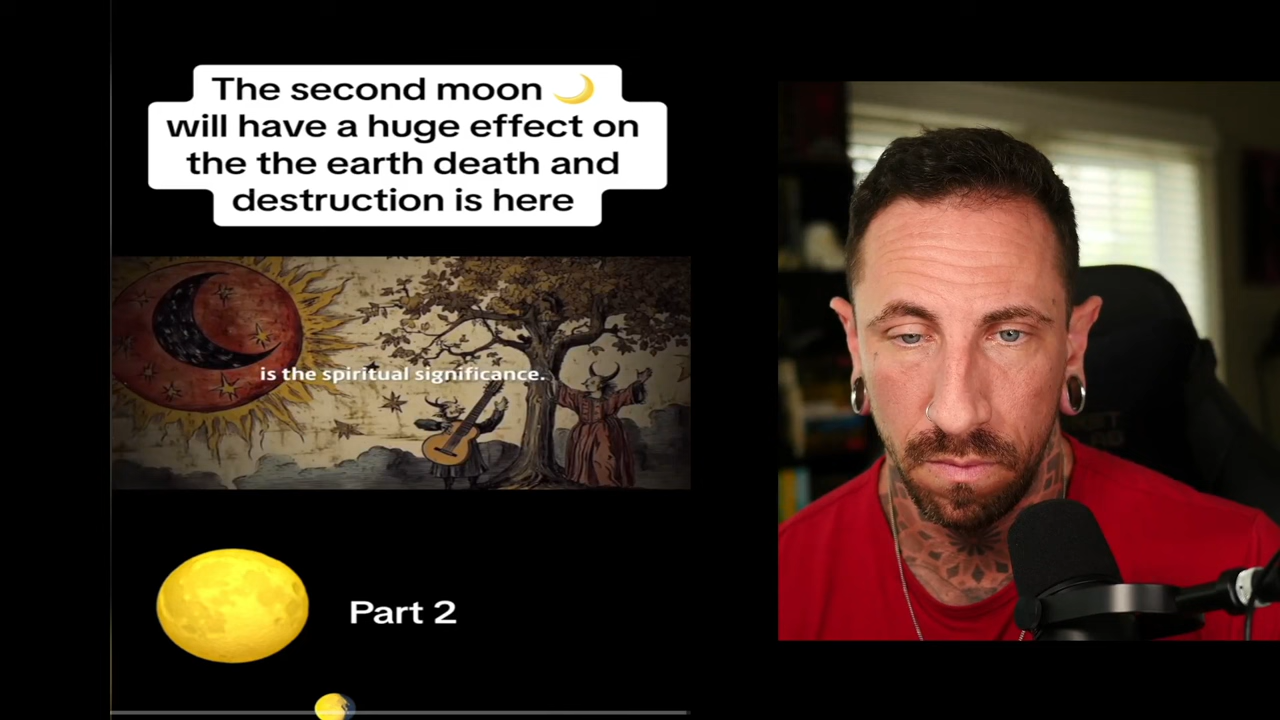 The second moon 🌙
will have a huge effect on
the the earth death and
destruction is here
is the spiritual significance.
Part 2